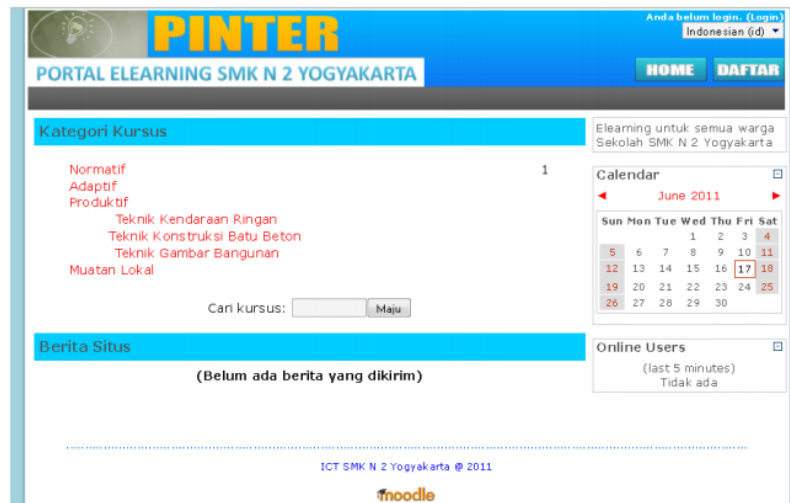 PINTER
Anda belum login. (Login)
Indonesian (id)
PORTAL ELEARNING SMK N 2 YOGYAKARTA
HOME DAFTAR
Kategori Kursus
Normatif 1
Adaptif
Produktif
Teknik Kendaraan Ringan
Teknik Konstruksi Batu Beton
Teknik Gambar Bangunan
Muatan Lokal
Cari kursus: Maju
Berita Situs
(Belum ada berita yang dikirim)
Elearning untuk semua warga
Sekolah SMK N 2 Yogyakarta
Calendar
June 2011
Sun Mon Tue Wed Thu Fri Sat
1 2 3 4
5 6 7 8 9 10 11
12 13 14 15 16 17 18
19 20 21 22 23 24 25
26 27 28 29 30
Online Users
(last 5 minutes)
Tidak ada
ICT SMK N 2 Yogyakarta @ 2011
moodle